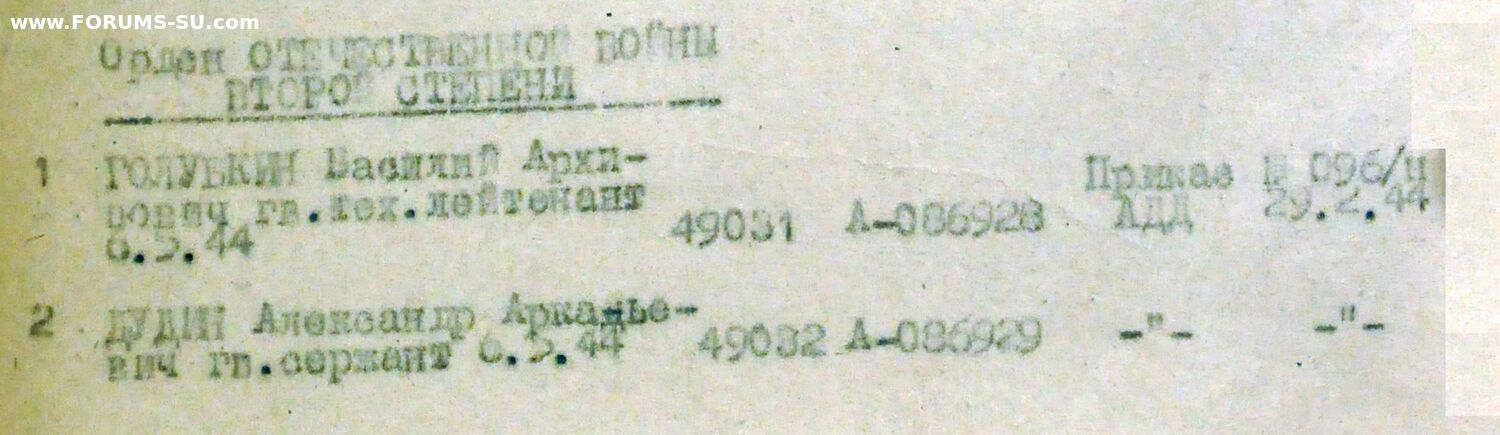 www.FORUMS-SU.com
Орден ОТЕЧЕСТВЕННОЙ ВОЙНЫ
ВТОРОЙ СТЕПЕНИ
1 ГОЛУБКИН Василий Архи- Приказ № 096/н
пович гв.тех.лейтенант 49031 А-086928 АДД 29.2.44
6.5.44
2 ДУДИН Александр Аркадье-
вич гв.сержант 6.5.44 49032 А-086929 -"- -"-